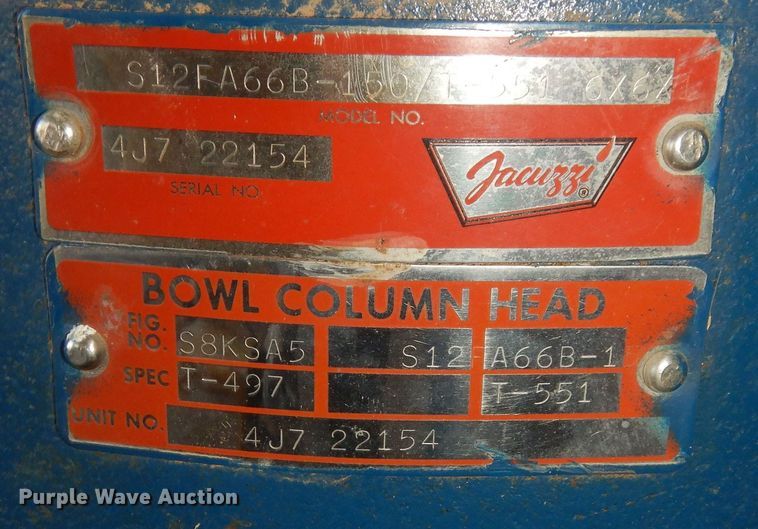 S12FA66B-150/T-551 6X6X
MODEL NO.
4J7 22154
SERIAL NO.
Jacuzzi ®
BOWL COLUMN HEAD
FIG. NO. S8KSA5 S12 A66B-1
SPEC T-497 T-551
UNIT NO. 4J7 22154
Purple Wave Auction